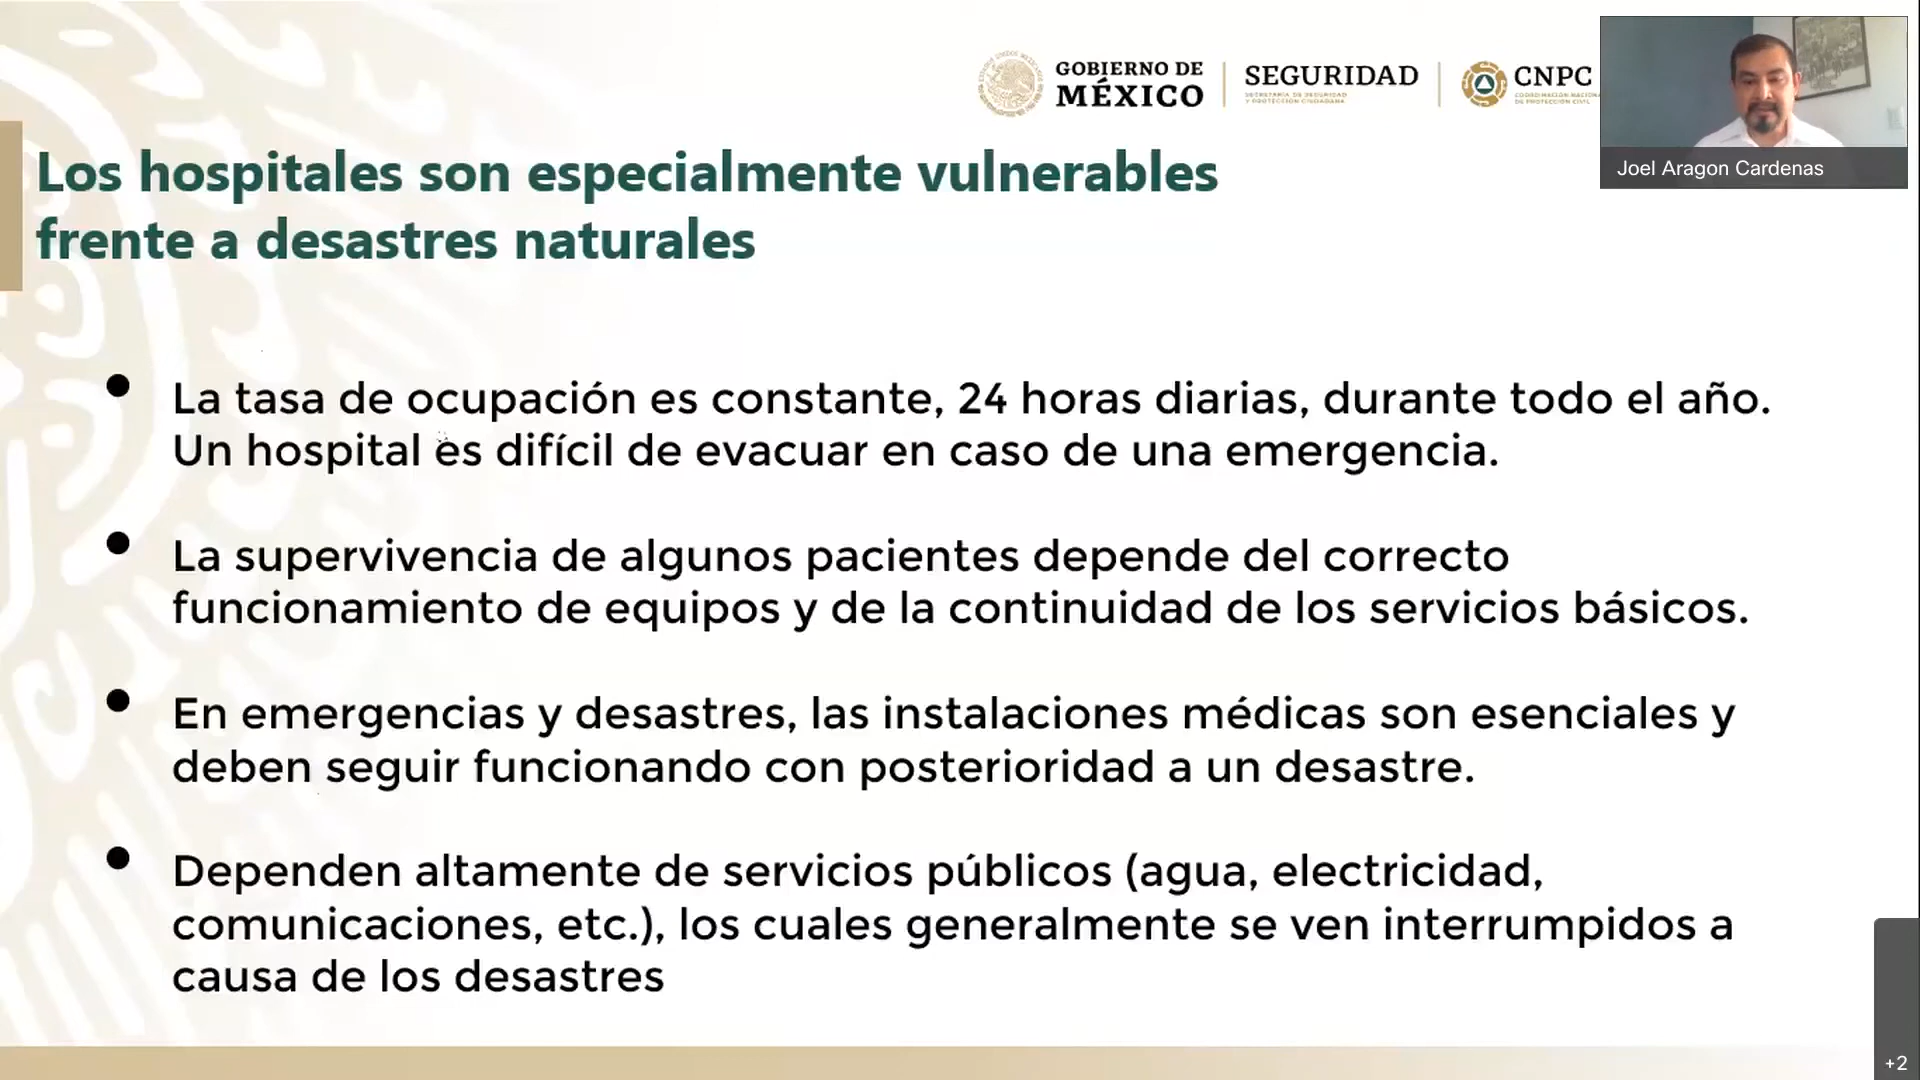 GOBIERNO DE
MÉXICO
SEGURIDAD
SECRETARÍA DE SEGURIDAD
Y PROTECCIÓN CIUDADANA
CNPC
COORDINACIÓN NACIONAL
DE PROTECCIÓN CIVIL
Joel Aragon Cardenas
Los hospitales son especialmente vulnerables
frente a desastres naturales
• La tasa de ocupación es constante, 24 horas diarias, durante todo el año.
Un hospital es difícil de evacuar en caso de una emergencia.
• La supervivencia de algunos pacientes depende del correcto
funcionamiento de equipos y de la continuidad de los servicios básicos.
• En emergencias y desastres, las instalaciones médicas son esenciales y
deben seguir funcionando con posterioridad a un desastre.
• Dependen altamente de servicios públicos (agua, electricidad,
comunicaciones, etc.), los cuales generalmente se ven interrumpidos a
causa de los desastres
+2